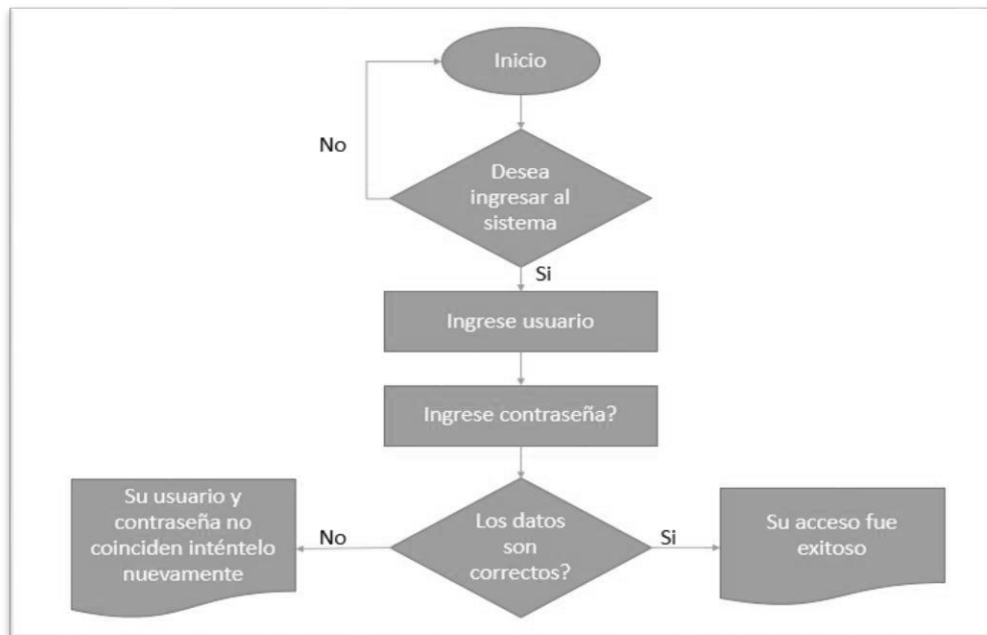 Inicio
No
Desea
ingresar al
sistema
Si
Ingrese usuario
Ingrese contraseña?
Su usuario y
contraseña no
coinciden inténtelo
nuevamente
No
Los datos
son
correctos?
Si
Su acceso fue
exitoso